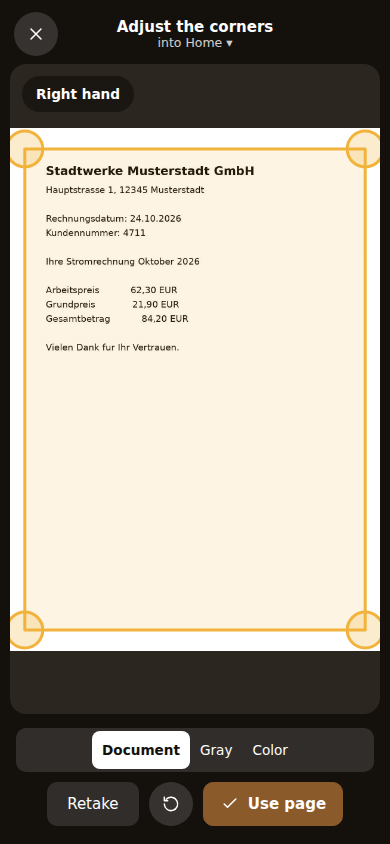 Adjust the corners
into Home ▾
Right hand
Stadtwerke Musterstadt GmbH
Hauptstrasse 1, 12345 Musterstadt
Rechnungsdatum: 24.10.2026
Kundennummer: 4711
Ihre Stromrechnung Oktober 2026
Arbeitspreis 62,30 EUR
Grundpreis 21,90 EUR
Gesamtbetrag 84,20 EUR
Vielen Dank fur Ihr Vertrauen.
Document Gray Color
Retake Use page